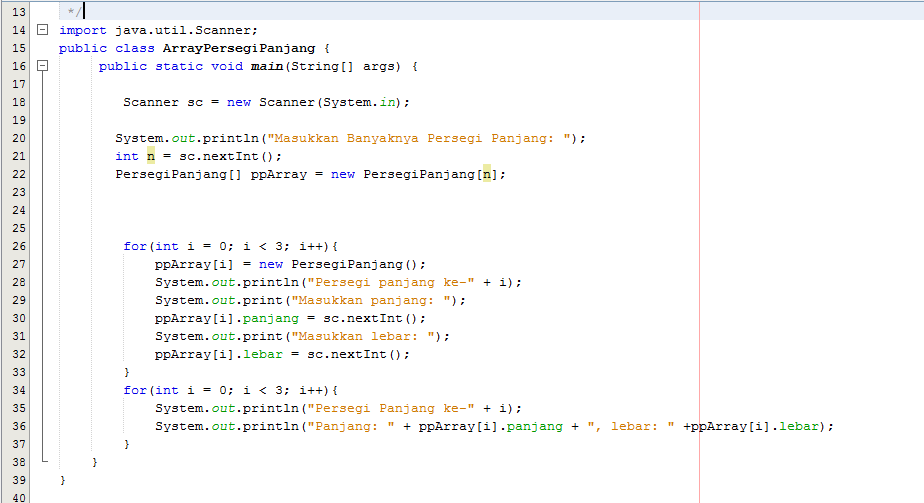 13 */
14 import java.util.Scanner;
15 public class ArrayPersegiPanjang {
16 public static void main(String[] args) {
17
18 Scanner sc = new Scanner(System.in);
19
20 System.out.println("Masukkan Banyaknya Persegi Panjang: ");
21 int n = sc.nextInt();
22 PersegiPanjang[] ppArray = new PersegiPanjang[n];
23
24
25
26 for(int i = 0; i < 3; i++){
27 ppArray[i] = new PersegiPanjang();
28 System.out.println("Persegi panjang ke-" + i);
29 System.out.print("Masukkan panjang: ");
30 ppArray[i].panjang = sc.nextInt();
31 System.out.print("Masukkan lebar: ");
32 ppArray[i].lebar = sc.nextInt();
33 }
34 for(int i = 0; i < 3; i++){
35 System.out.println("Persegi Panjang ke-" + i);
36 System.out.println("Panjang: " + ppArray[i].panjang + ", lebar: " +ppArray[i].lebar);
37 }
38 }
39 }
40